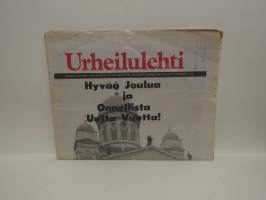 Urheilulehti
Hyvää Joulua
ja
Onnellista
Uutta Vuotta!